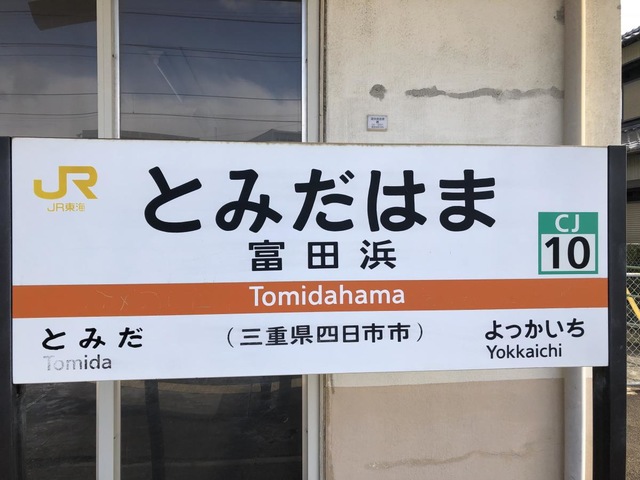 JR
JR東海
とみだはま
富田浜
CJ
10
Tomidahama
とみだ
Tomida
（三重県四日市市）
よっかいち
Yokkaichi